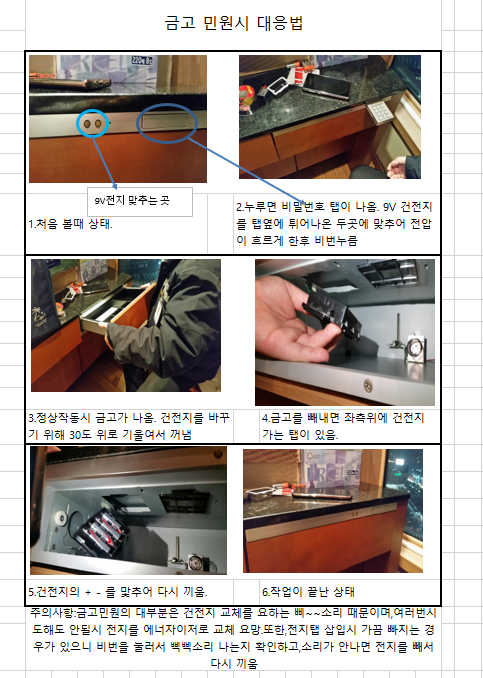 금고 민원시 대응법
220매 8
9V전지 맞추는 곳
1.처음 볼때 상태.
2.누루면 비밀번호 탭이 나옴. 9V 건전지
를 탭옆에 튀어나온 두곳에 맞추어 전압
이 흐르게 한후 비번누름
3.정상작동시 금고가 나옴. 건전지를 바꾸
기 위해 30도 위로 기울여서 꺼냄
4.금고를 빼내면 좌측위에 건전지
가는 탭이 있음.
5.건전지의 + - 를 맞추어 다시 끼움.
6.작업이 끝난 상태
주의사항:금고민원의 대부분은 건전지 교체를 요하는 삐~~소리 때문이며,여러번시
도해도 안될시 전지를 에너자이저로 교체 요망.또한,전지탭 삽입시 가끔 빠지는 경
우가 있으니 비번을 눌러서 삑삑소리 나는지 확인하고,소리가 안나면 전지를 빼서
다시 끼움